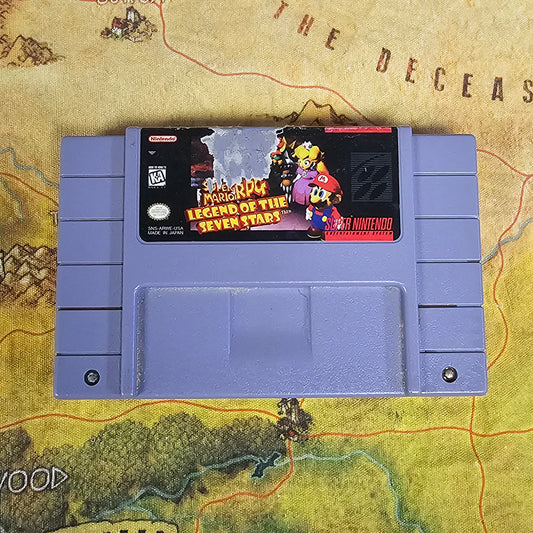 THE DECEAS
Nintendo
K-A
SUPER
MARIO RPG
LEGEND OF THE
SEVEN STARS™
SNS-ARWE-USA
MADE IN JAPAN
SUPER NINTENDO
ENTERTAINMENT SYSTEM
WOOD